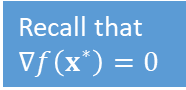 Recall that
∇f(x*) = 0